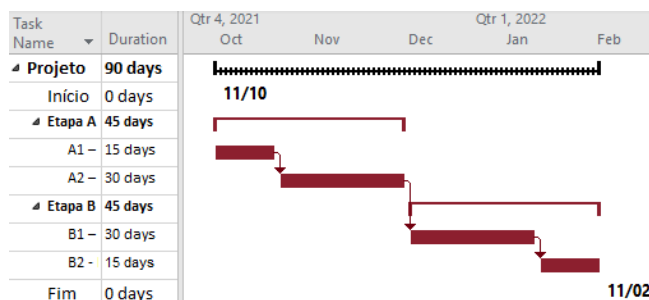 Task Name Duration Qtr 4, 2021 Qtr 1, 2022
Oct Nov Dec Jan Feb
Projeto 90 days
Início 0 days 11/10
Etapa A 45 days
A1 – 15 days
A2 – 30 days
Etapa B 45 days
B1 – 30 days
B2 - 15 days
Fim 0 days 11/02